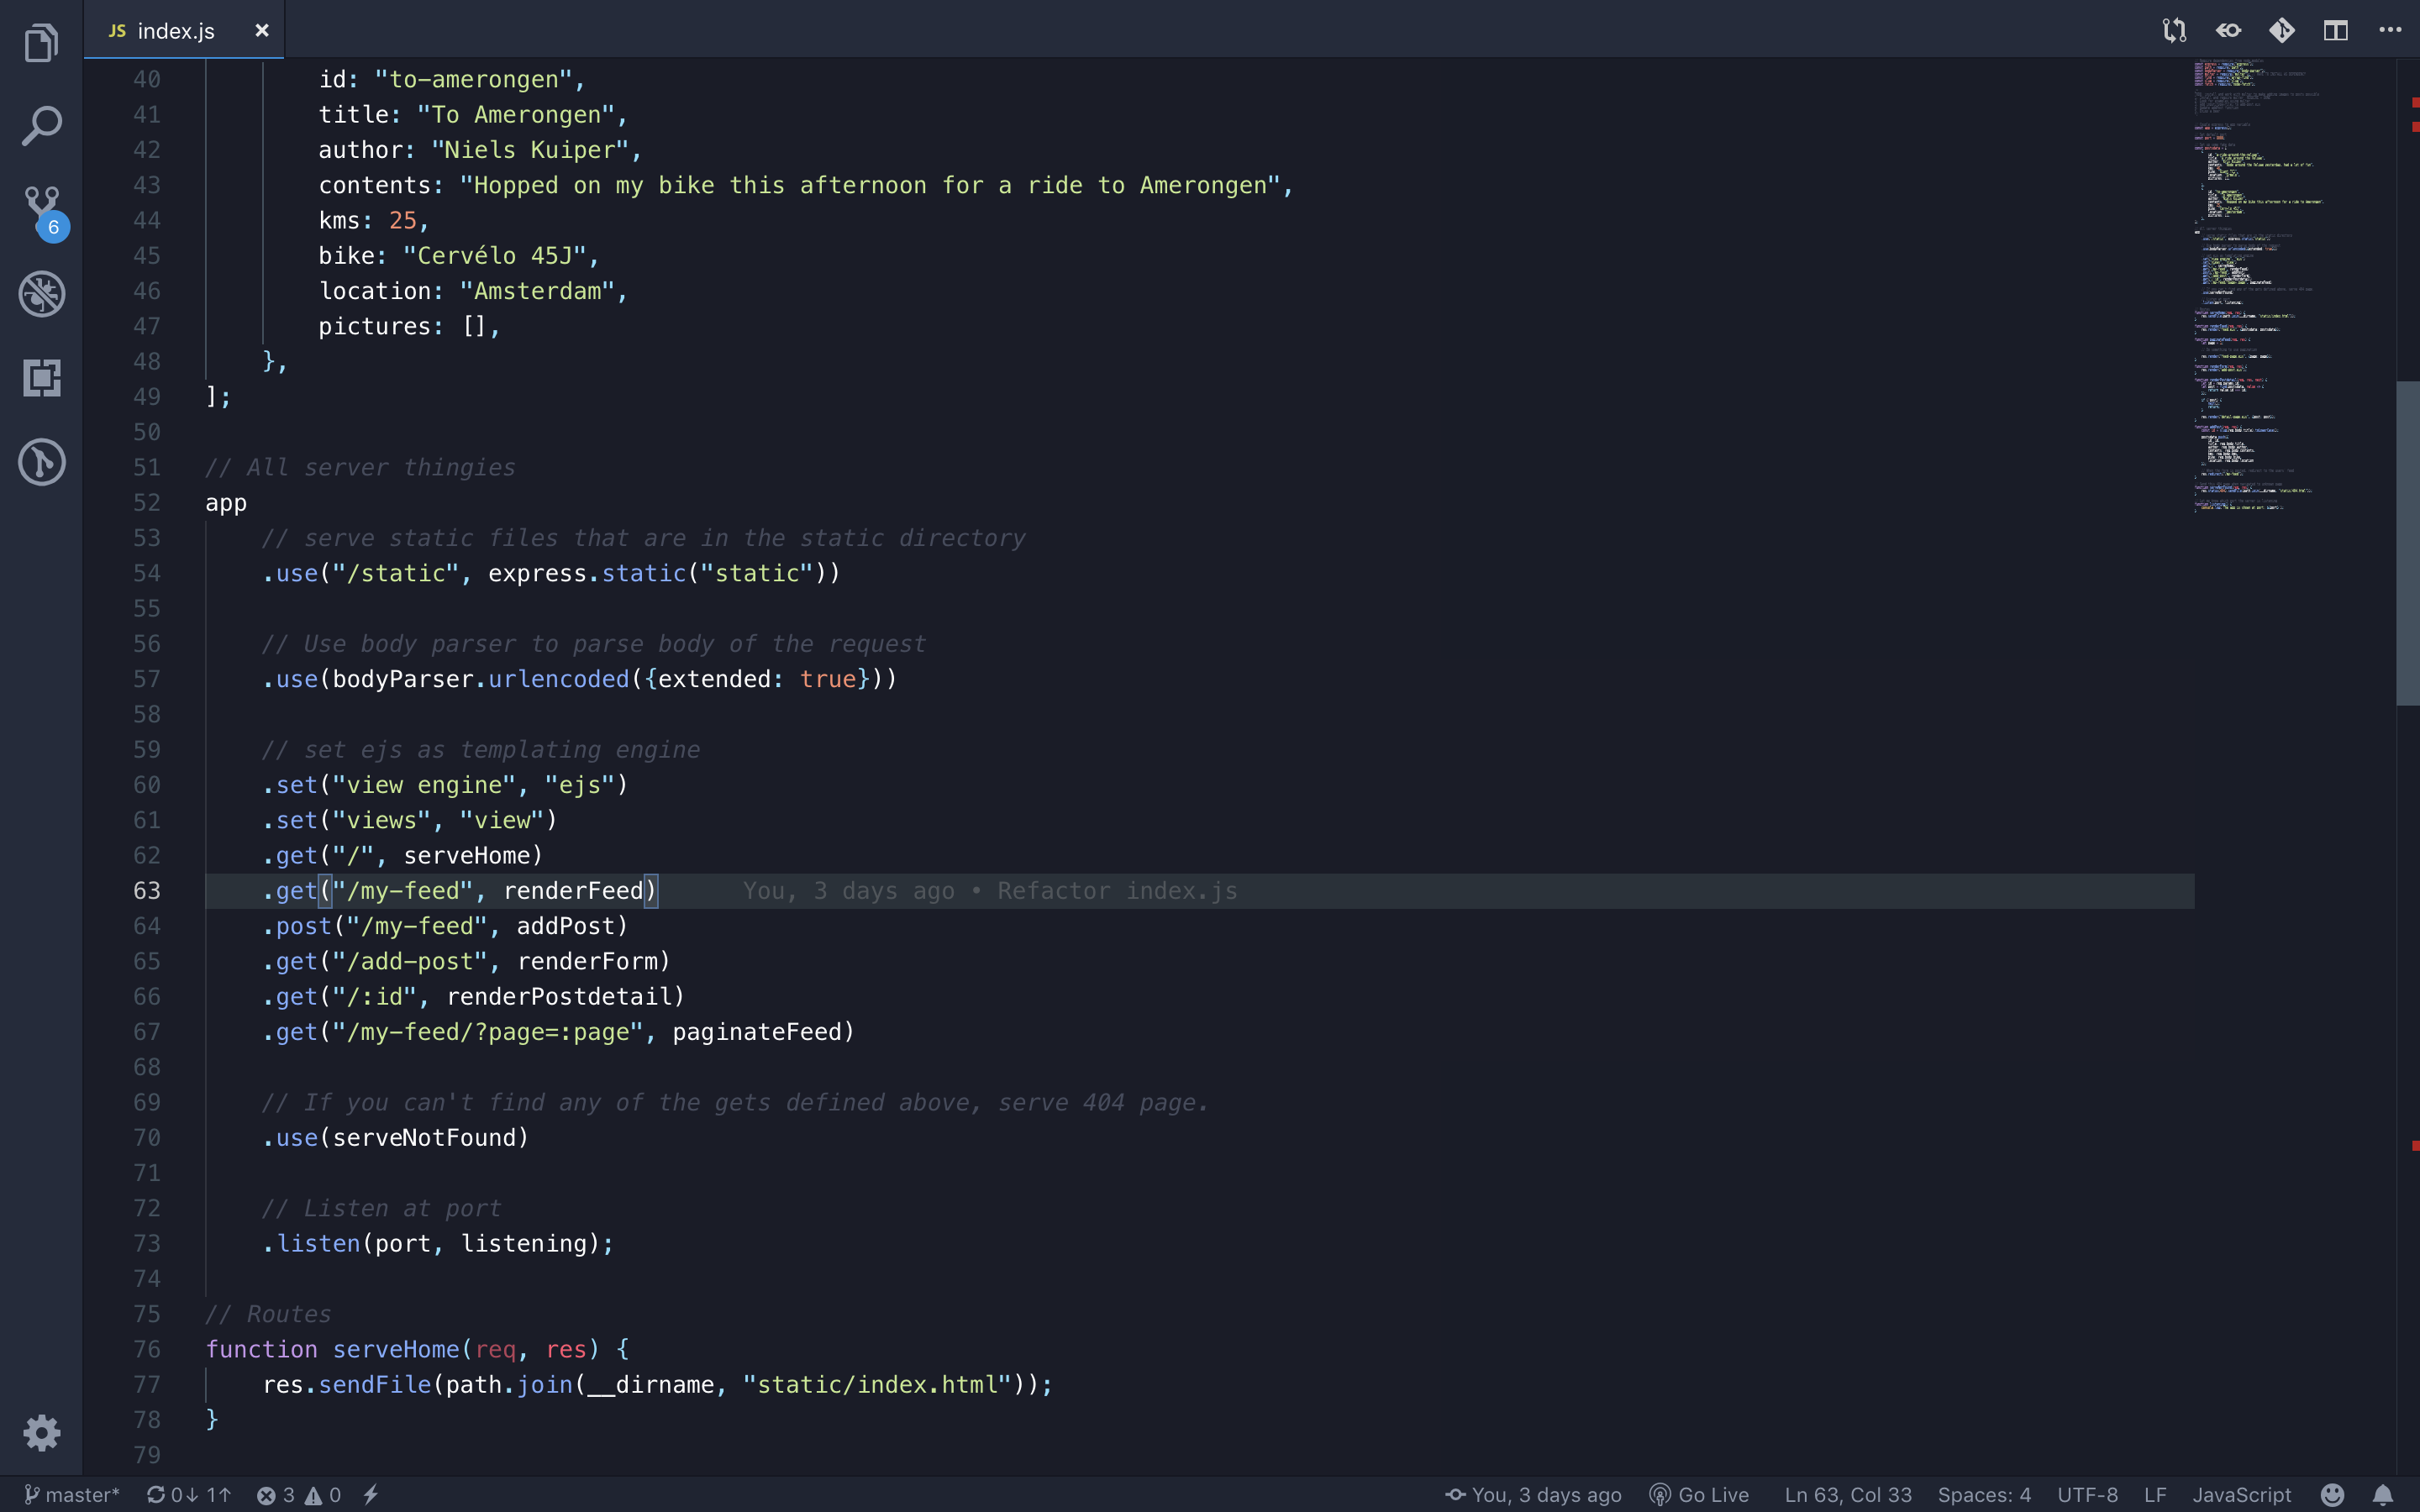 JS index.js
40 id: "to-amerongen",
41 title: "To Amerongen",
42 author: "Niels Kuiper",
43 contents: "Hopped on my bike this afternoon for a ride to Amerongen",
44 kms: 25,
45 bike: "Cervélo 45J",
46 location: "Amsterdam",
47 pictures: [],
48 },
49 ];
50
51 // All server thingies
52 app
53 // serve static files that are in the static directory
54 .use("/static", express.static("static"))
55
56 // Use body parser to parse body of the request
57 .use(bodyParser.urlencoded({extended: true}))
58
59 // set ejs as templating engine
60 .set("view engine", "ejs")
61 .set("views", "view")
62 .get("/", serveHome)
63 .get("/my-feed", renderFeed) You, 3 days ago • Refactor index.js
64 .post("/my-feed", addPost)
65 .get("/add-post", renderForm)
66 .get("/:id", renderPostdetail)
67 .get("/my-feed/?page=:page", paginateFeed)
68
69 // If you can't find any of the gets defined above, serve 404 page.
70 .use(serveNotFound)
71
72 // Listen at port
73 .listen(port, listening);
74
75 // Routes
76 function serveHome(req, res) {
77 res.sendFile(path.join(__dirname, "static/index.html"));
78 }
79
6
master* 0↓ 1↑ 3 0 You, 3 days ago Go Live Ln 63, Col 33 Spaces: 4 UTF-8 LF JavaScript